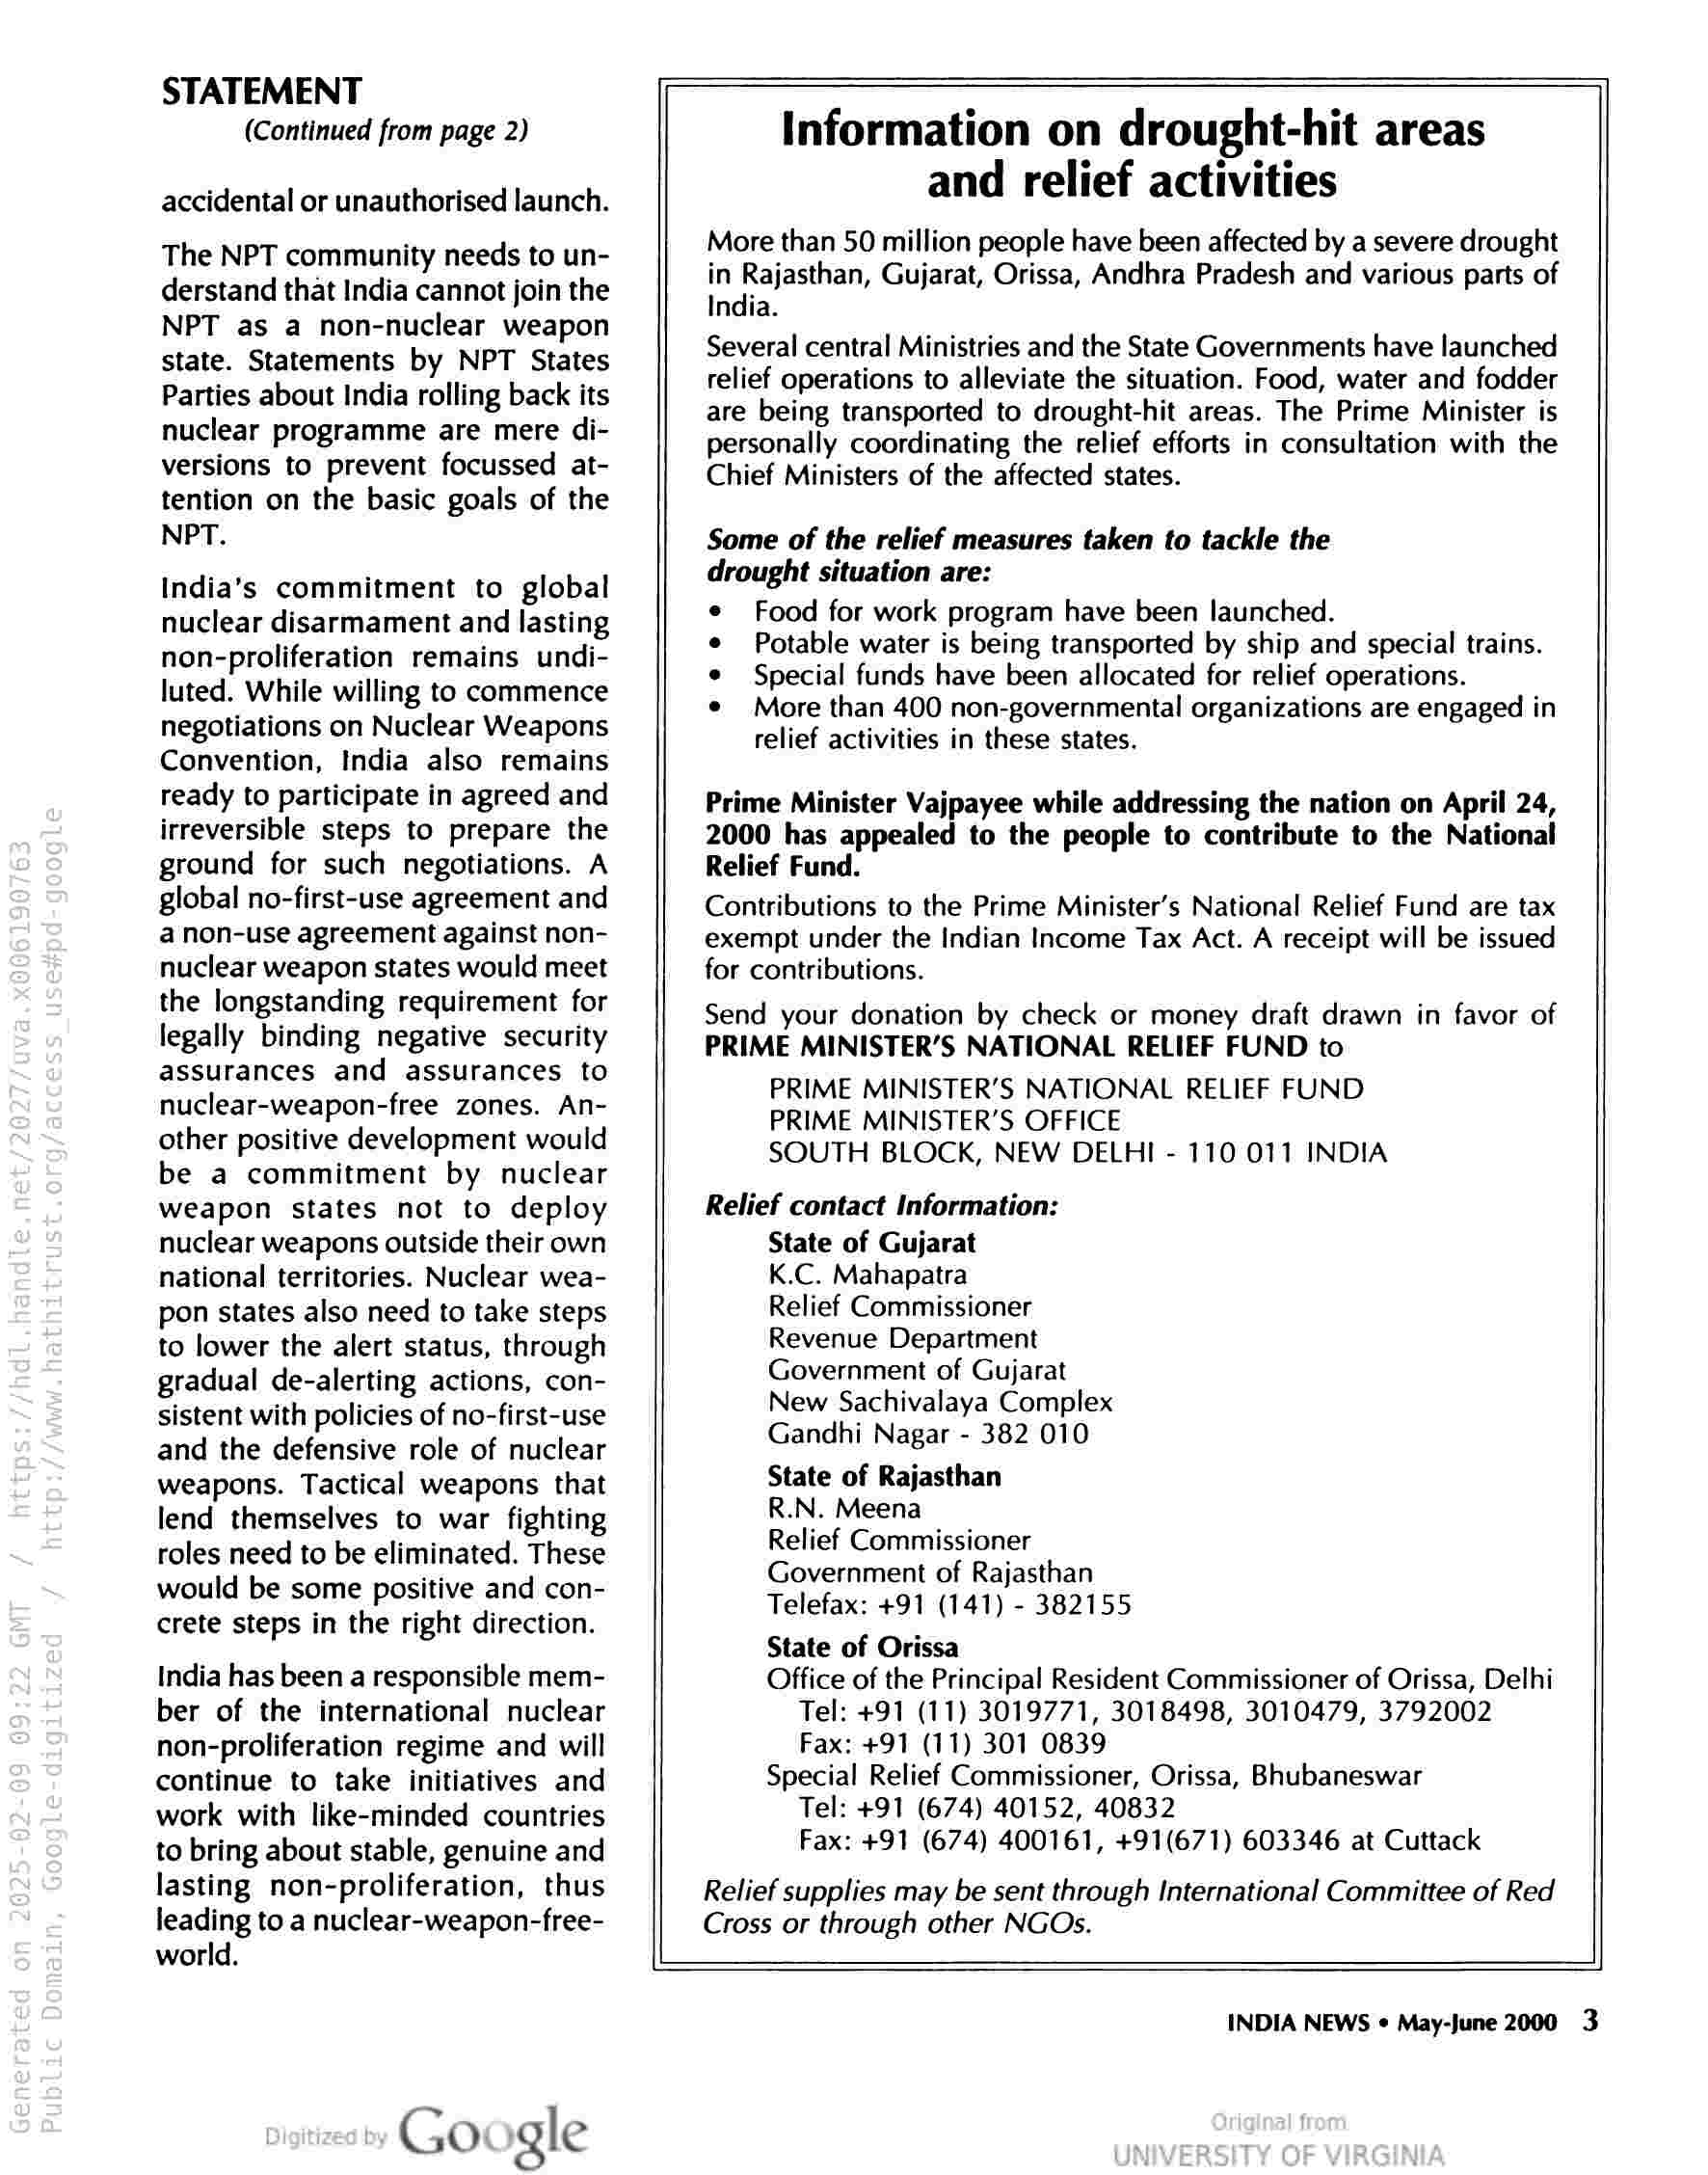 STATEMENT
(Continued from page 2)
accidental or unauthorised launch.
The NPT community needs to un-
derstand that India cannot join the
NPT as a non-nuclear weapon
state. Statements by NPT States
Parties about India rolling back its
nuclear programme are mere di-
versions to prevent focussed at-
tention on the basic goals of the
NPT.
India's commitment to global
nuclear disarmament and lasting
non-proliferation remains undi-
luted. While willing to commence
negotiations on Nuclear Weapons
Convention, India also remains
ready to participate in agreed and
irreversible steps to prepare the
ground for such negotiations. A
global no-first-use agreement and
a non-use agreement against non-
nuclear weapon states would meet
the longstanding requirement for
legally binding negative security
assurances and assurances to
nuclear-weapon-free zones. An-
other positive development would
be a commitment by nuclear
weapon states not to deploy
nuclear weapons outside their own
national territories. Nuclear wea-
pon states also need to take steps
to lower the alert status, through
gradual de-alerting actions, con-
sistent with policies of no-first-use
and the defensive role of nuclear
weapons. Tactical weapons that
lend themselves to war fighting
roles need to be eliminated. These
would be some positive and con-
crete steps in the right direction.
India has been a responsible mem-
ber of the international nuclear
non-proliferation regime and will
continue to take initiatives and
work with like-minded countries
to bring about stable, genuine and
lasting non-proliferation, thus
leading to a nuclear-weapon-free-
world.
Information on drought-hit areas
and relief activities
More than 50 million people have been affected by a severe drought
in Rajasthan, Gujarat, Orissa, Andhra Pradesh and various parts of
India.
Several central Ministries and the State Governments have launched
relief operations to alleviate the situation. Food, water and fodder
are being transported to drought-hit areas. The Prime Minister is
personally coordinating the relief efforts in consultation with the
Chief Ministers of the affected states.
Some of the relief measures taken to tackle the
drought situation are:
• Food for work program have been launched.
• Potable water is being transported by ship and special trains.
• Special funds have been allocated for relief operations.
• More than 400 non-governmental organizations are engaged in
relief activities in these states.
Prime Minister Vajpayee while addressing the nation on April 24,
2000 has appealed to the people to contribute to the National
Relief Fund.
Contributions to the Prime Minister's National Relief Fund are tax
exempt under the Indian Income Tax Act. A receipt will be issued
for contributions.
Send your donation by check or money draft drawn in favor of
PRIME MINISTER'S NATIONAL RELIEF FUND to
PRIME MINISTER'S NATIONAL RELIEF FUND
PRIME MINISTER'S OFFICE
SOUTH BLOCK, NEW DELHI - 110 011 INDIA
Relief contact Information:
State of Gujarat
K.C. Mahapatra
Relief Commissioner
Revenue Department
Government of Gujarat
New Sachivalaya Complex
Gandhi Nagar - 382 010
State of Rajasthan
R.N. Meena
Relief Commissioner
Government of Rajasthan
Telefax: +91 (141) - 382155
State of Orissa
Office of the Principal Resident Commissioner of Orissa, Delhi
Tel: +91 (11) 3019771, 3018498, 3010479, 3792002
Fax: +91 (11) 301 0839
Special Relief Commissioner, Orissa, Bhubaneswar
Tel: +91 (674) 40152, 40832
Fax: +91 (674) 400161, +91(671) 603346 at Cuttack
Relief supplies may be sent through International Committee of Red
Cross or through other NGOs.
INDIA NEWS • May-June 2000 3
Generated on 2025-02-09 09:22 GMT / https://hdl.handle.net/2027/uva.x006190763
Public Domain, Google-digitized / http://www.hathitrust.org/access_use#pd-google
Digitized by Google
Original from
UNIVERSITY OF VIRGINIA